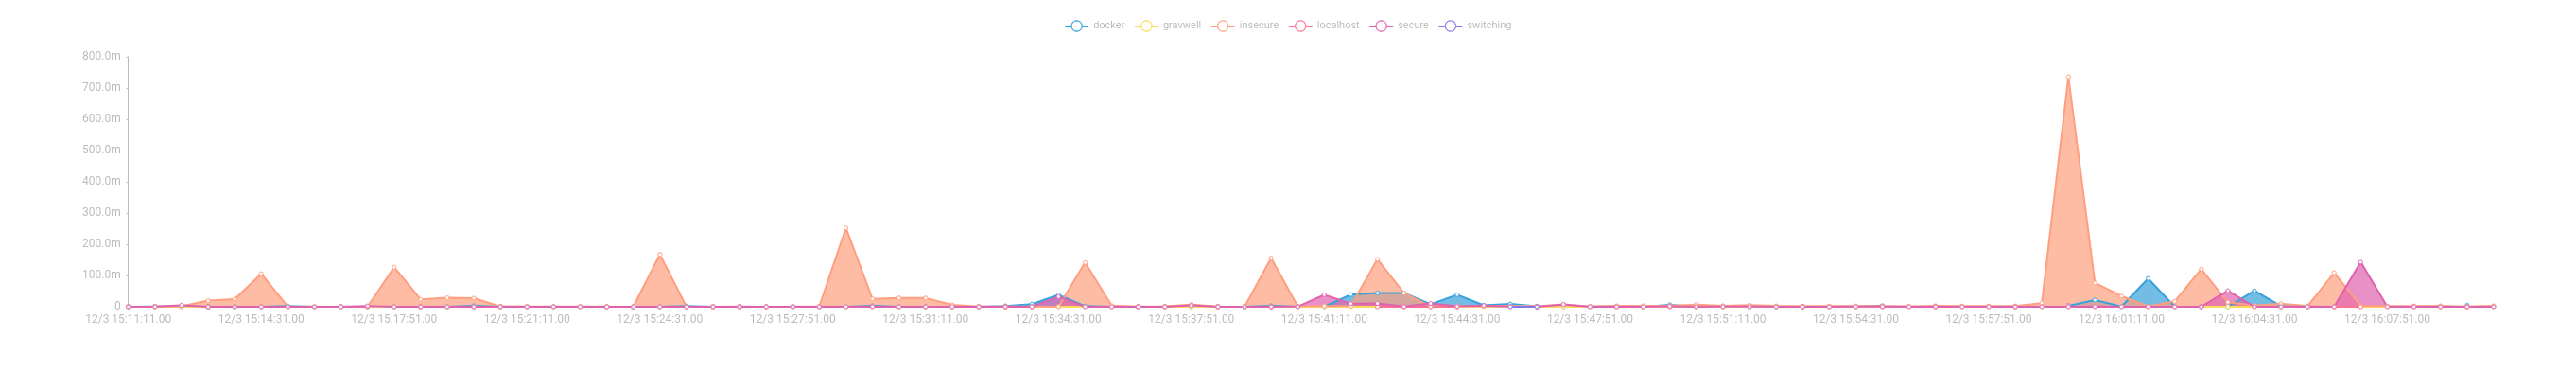 docker gravwell insecure localhost secure switching
800.0m
700.0m
600.0m
500.0m
400.0m
300.0m
200.0m
100.0m
0
12/3 15:11:11.00 12/3 15:14:31.00 12/3 15:17:51.00 12/3 15:21:11.00 12/3 15:24:31.00 12/3 15:27:51.00 12/3 15:31:11.00 12/3 15:34:31.00 12/3 15:37:51.00 12/3 15:41:11.00 12/3 15:44:31.00 12/3 15:47:51.00 12/3 15:51:11.00 12/3 15:54:31.00 12/3 15:57:51.00 12/3 16:01:11.00 12/3 16:04:31.00 12/3 16:07:51.00